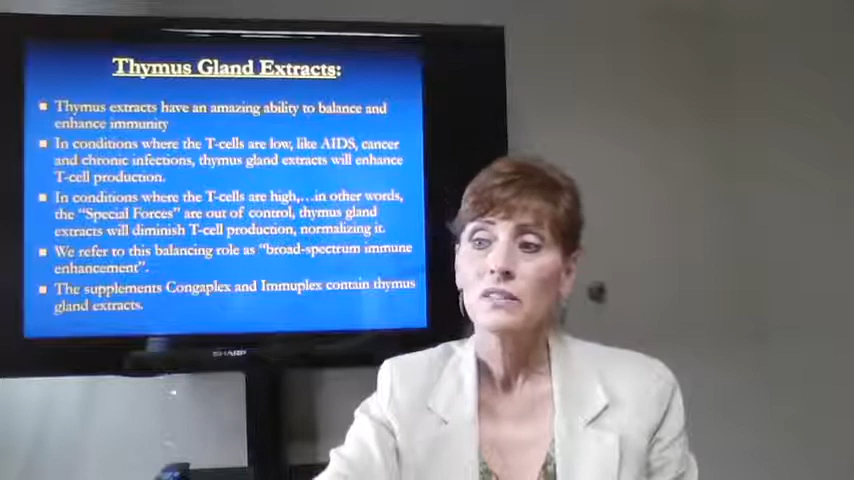 Thymus Gland Extracts:
Thymus extracts have an amazing ability to balance and
enhance immunity
In conditions where the T-cells are low, like AIDS, cancer
and chronic infections, thymus gland extracts will enhance
T-cell production.
In conditions where the T-cells are high,…in other words,
the "Special Forces" are out of control, thymus gland
extracts will diminish T-cell production, normalizing it.
We refer to this balancing role as "broad-spectrum immune
enhancement".
The supplements Congaplex and Immuplex contain thymus
gland extracts.
SHARP